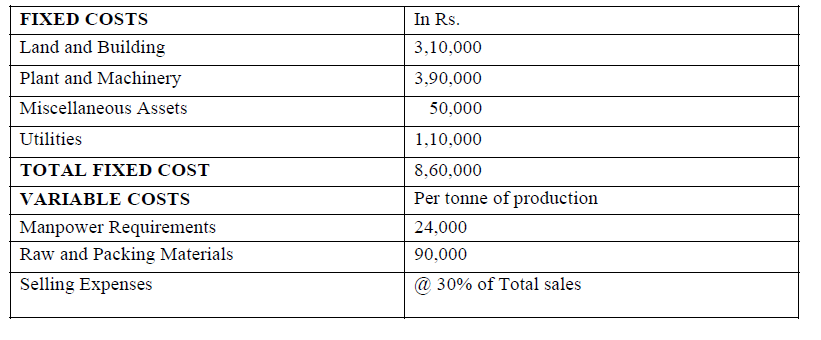 FIXED COSTS In Rs.
Land and Building 3,10,000
Plant and Machinery 3,90,000
Miscellaneous Assets 50,000
Utilities 1,10,000
TOTAL FIXED COST 8,60,000
VARIABLE COSTS Per tonne of production
Manpower Requirements 24,000
Raw and Packing Materials 90,000
Selling Expenses @ 30% of Total sales